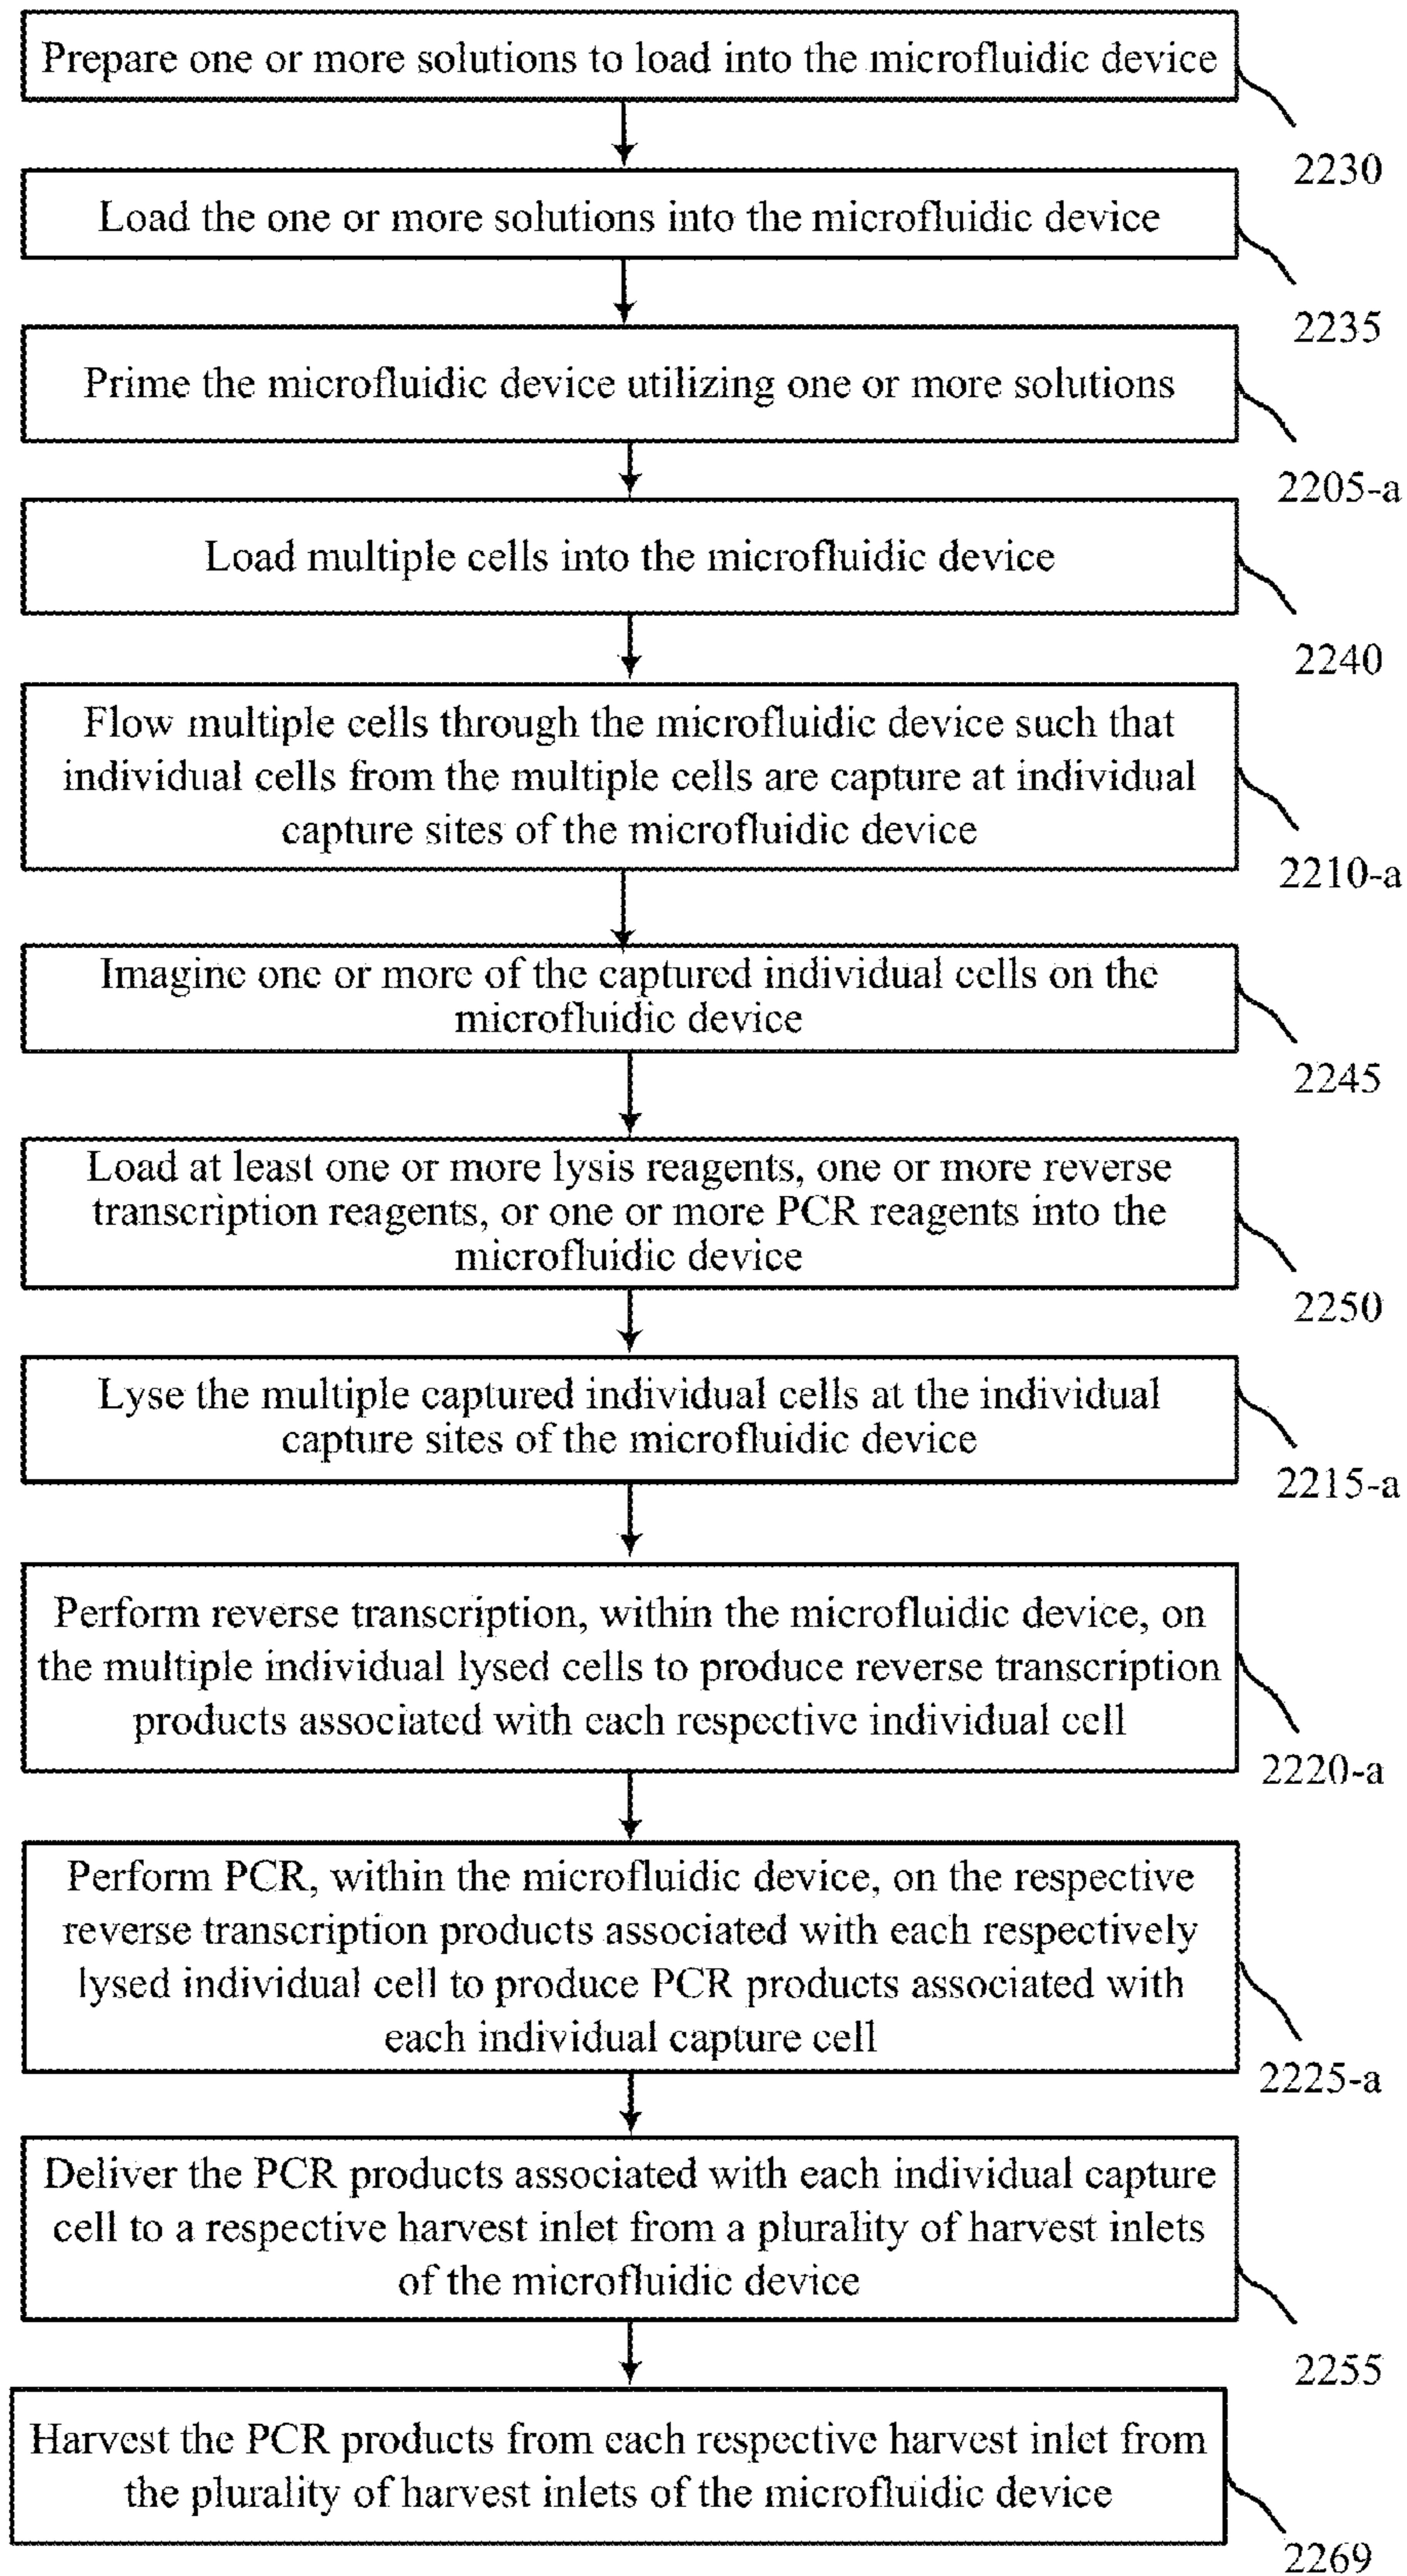 Prepare one or more solutions to load into the microfluidic device
2230
Load the one or more solutions into the microfluidic device
2235
Prime the microfluidic device utilizing one or more solutions
2205-a
Load multiple cells into the microfluidic device
2240
Flow multiple cells through the microfluidic device such that
individual cells from the multiple cells are capture at individual
capture sites of the microfluidic device
2210-a
Imagine one or more of the captured individual cells on the
microfluidic device
2245
Load at least one or more lysis reagents, one or more reverse
transcription reagents, or one or more PCR reagents into the
microfluidic device
2250
Lyse the multiple captured individual cells at the individual
capture sites of the microfluidic device
2215-a
Perform reverse transcription, within the microfluidic device, on
the multiple individual lysed cells to produce reverse transcription
products associated with each respective individual cell
2220-a
Perform PCR, within the microfluidic device, on the respective
reverse transcription products associated with each respectively
lysed individual cell to produce PCR products associated with
each individual capture cell
2225-a
Deliver the PCR products associated with each individual capture
cell to a respective harvest inlet from a plurality of harvest inlets
of the microfluidic device
2255
Harvest the PCR products from each respective harvest inlet from
the plurality of harvest inlets of the microfluidic device
2269